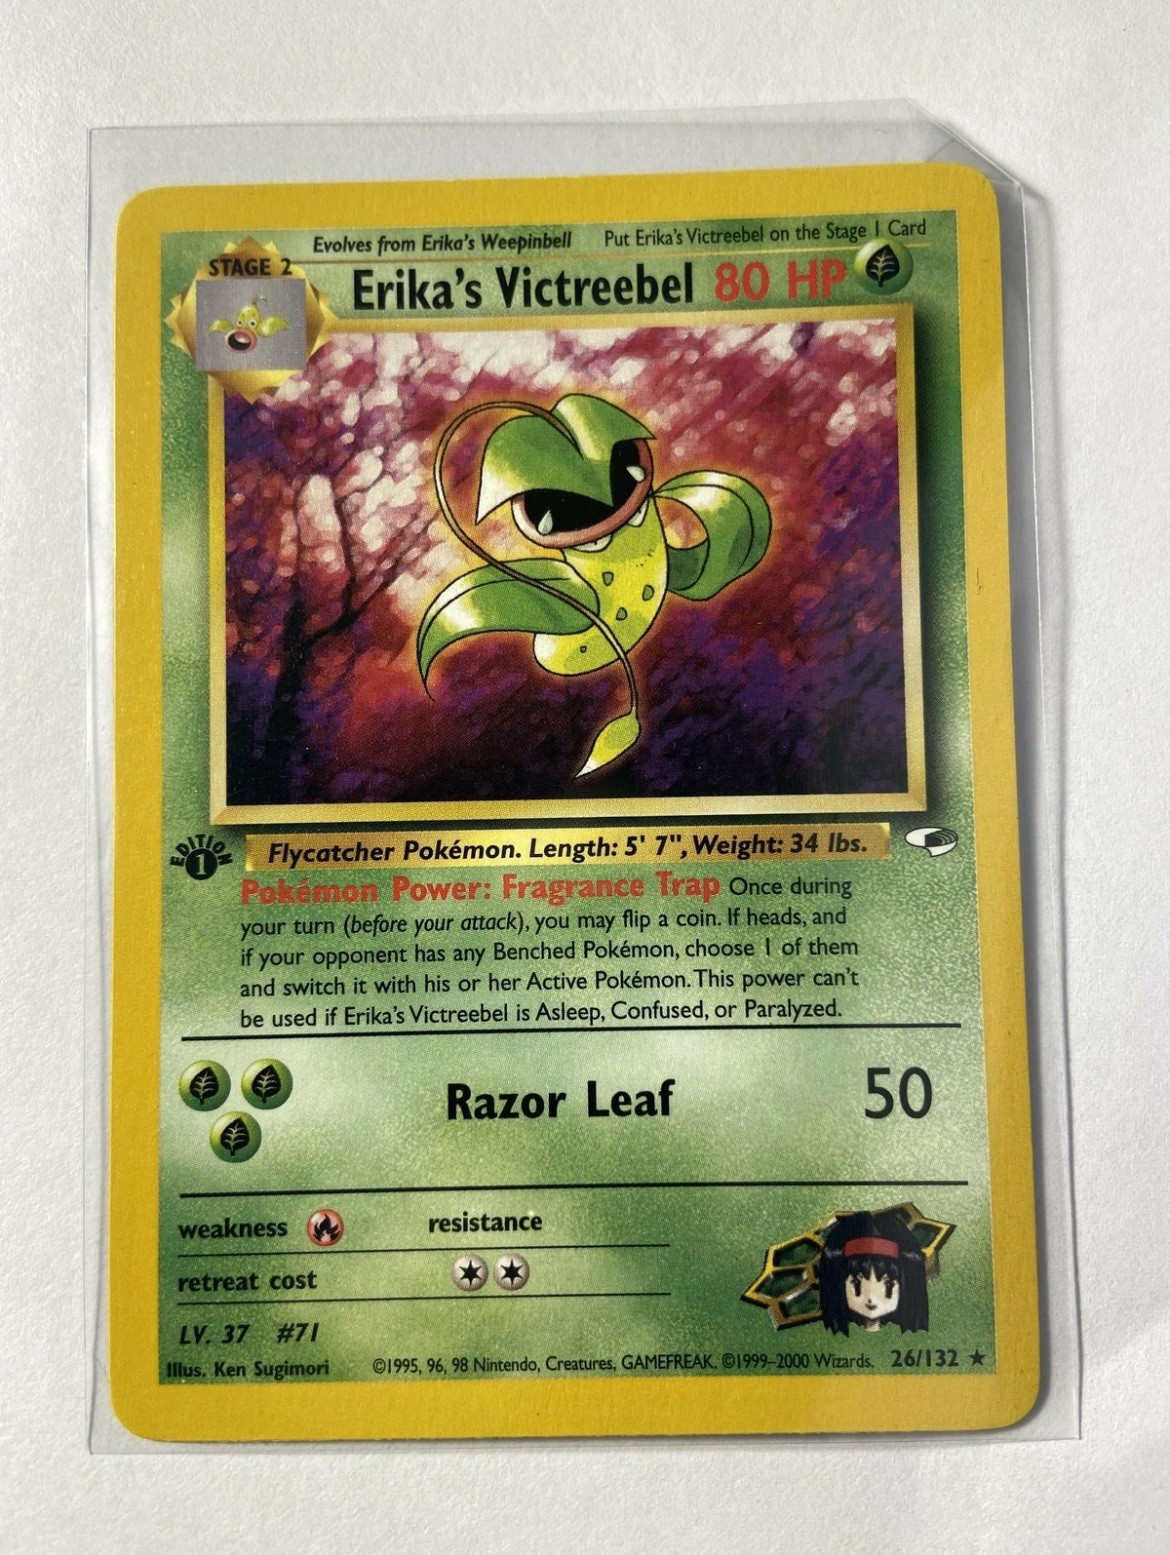 Evolves from Erika's Weepinbell Put Erika's Victreebel on the Stage 1 Card
STAGE 2
Erika's Victreebel 80 HP
EDITION
1
Flycatcher Pokémon. Length: 5' 7", Weight: 34 lbs.
Pokémon Power: Fragrance Trap Once during
your turn (before your attack), you may flip a coin. If heads, and
if your opponent has any Benched Pokémon, choose 1 of them
and switch it with his or her Active Pokémon. This power can't
be used if Erika's Victreebel is Asleep, Confused, or Paralyzed.
Razor Leaf 50
weakness resistance
retreat cost
LV. 37 #71
Illus. Ken Sugimori ©1995, 96, 98 Nintendo, Creatures, GAMEFREAK. ©1999–2000 Wizards. 26/132 ★